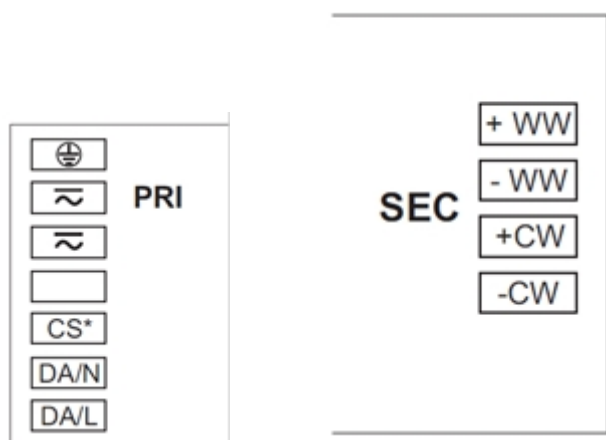 PRI
CS*
DA/N
DA/L
SEC
+ WW
- WW
+CW
-CW